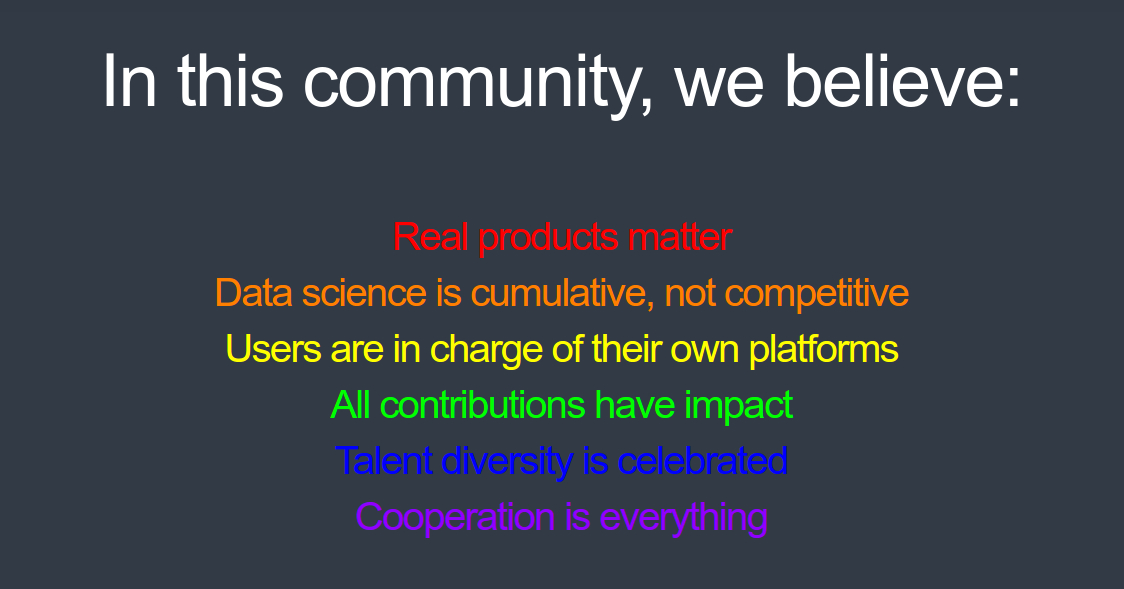 In this community, we believe:
Real products matter
Data science is cumulative, not competitive
Users are in charge of their own platforms
All contributions have impact
Talent diversity is celebrated
Cooperation is everything